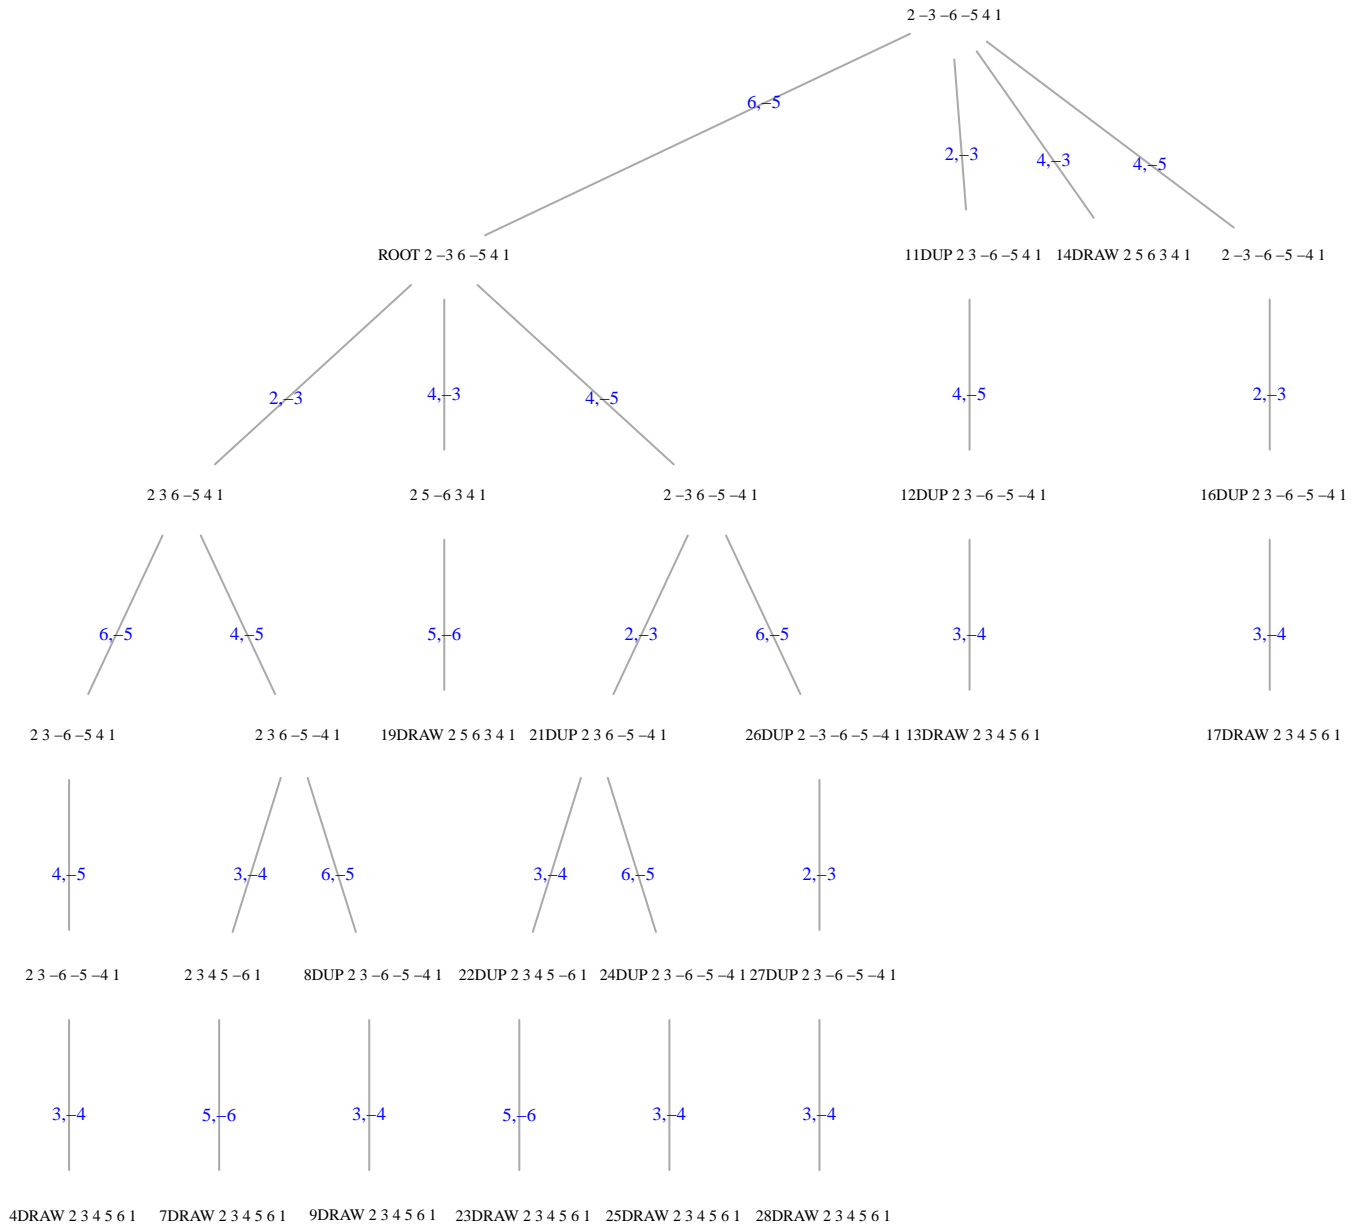 2 –3 –6 –5 4 1
6,–5
2,–3
4,–3
4,–5
ROOT 2 –3 6 –5 4 1
11DUP 2 3 –6 –5 4 1
14DRAW 2 5 6 3 4 1
2 –3 –6 –5 –4 1
2,–3
4,–3
4,–5
4,–5
2,–3
2 3 6 –5 4 1
2 5 –6 3 4 1
2 –3 6 –5 –4 1
12DUP 2 3 –6 –5 –4 1
16DUP 2 3 –6 –5 –4 1
6,–5
4,–5
5,–6
2,–3
6,–5
3,–4
3,–4
2 3 –6 –5 4 1
2 3 6 –5 –4 1
19DRAW 2 5 6 3 4 1
21DUP 2 3 6 –5 –4 1
26DUP 2 –3 –6 –5 –4 1
13DRAW 2 3 4 5 6 1
17DRAW 2 3 4 5 6 1
4,–5
3,–4
6,–5
3,–4
6,–5
2,–3
2 3 –6 –5 –4 1
2 3 4 5 –6 1
8DUP 2 3 –6 –5 –4 1
22DUP 2 3 4 5 –6 1
24DUP 2 3 –6 –5 –4 1
27DUP 2 3 –6 –5 –4 1
3,–4
5,–6
3,–4
5,–6
3,–4
3,–4
4DRAW 2 3 4 5 6 1
7DRAW 2 3 4 5 6 1
9DRAW 2 3 4 5 6 1
23DRAW 2 3 4 5 6 1
25DRAW 2 3 4 5 6 1
28DRAW 2 3 4 5 6 1